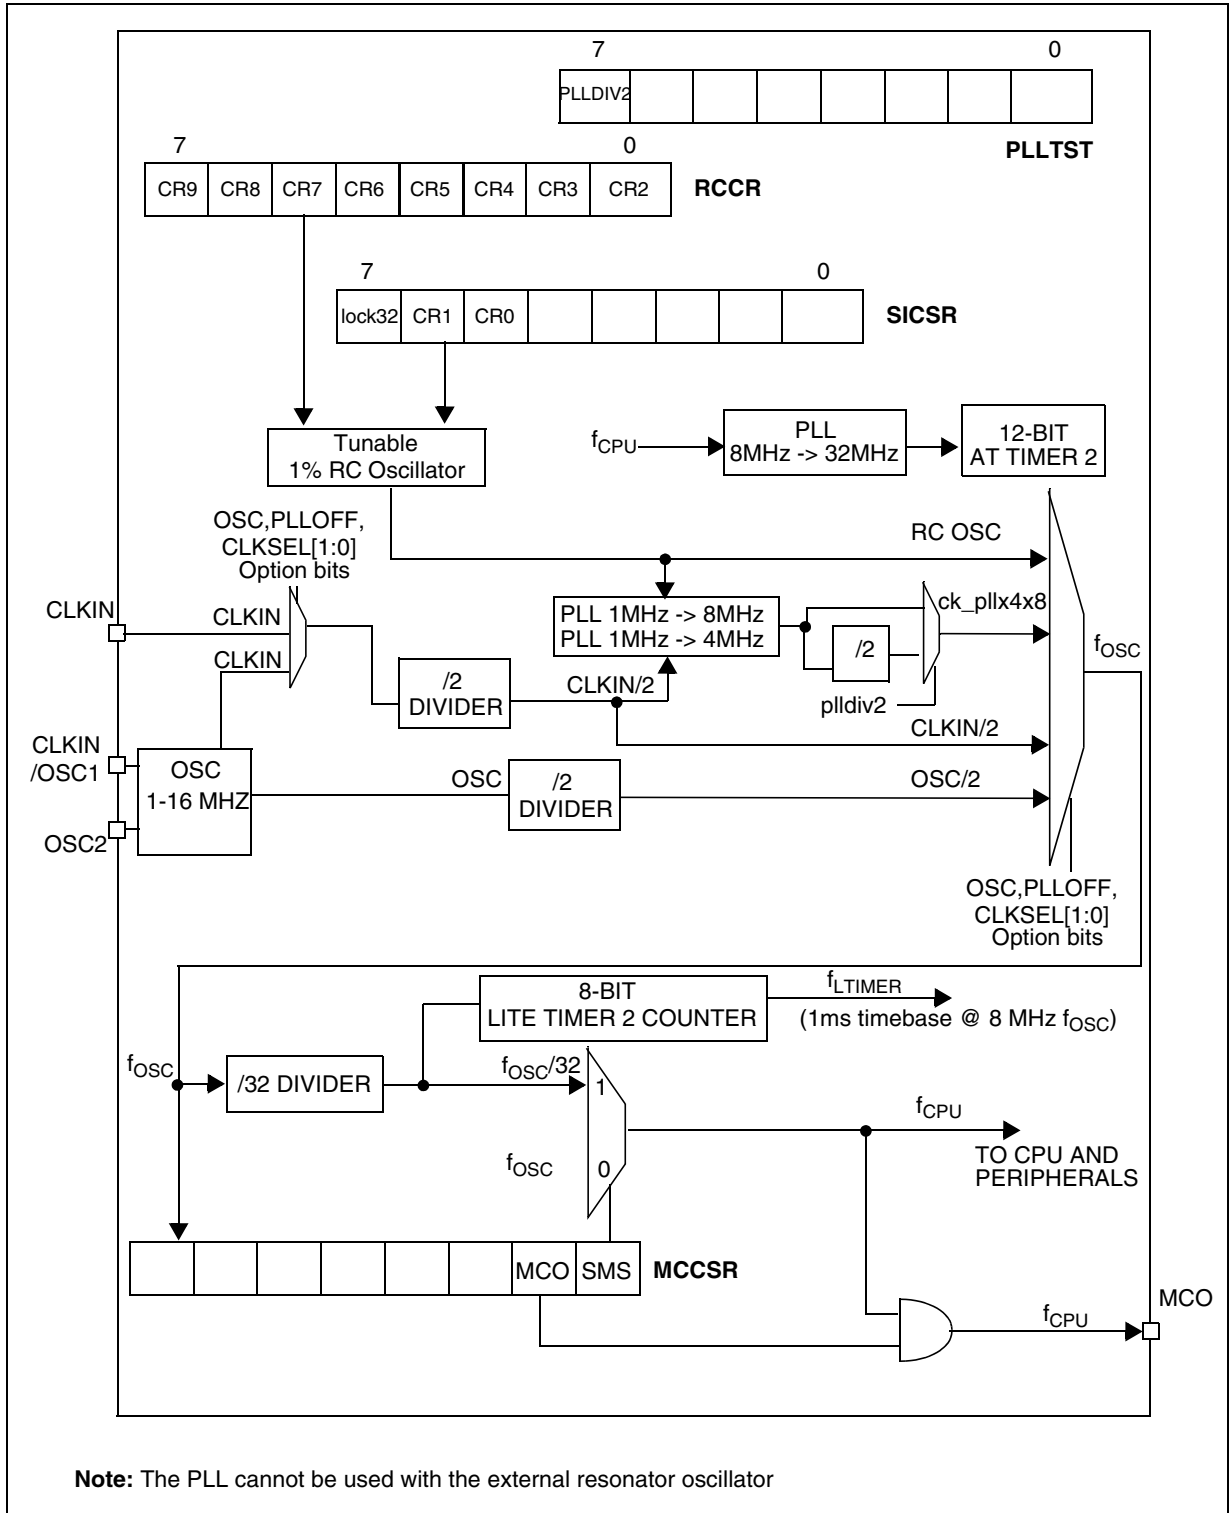 7 0
PLLDIV2
PLLTST
7 0
CR9 CR8 CR7 CR6 CR5 CR4 CR3 CR2 RCCR
7 0
lock32 CR1 CR0 SICSR
Tunable
1% RC Oscillator
fCPU
PLL
8MHz -> 32MHz
12-BIT
AT TIMER 2
OSC,PLLOFF,
CLKSEL[1:0]
Option bits
RC OSC
CLKIN
CLKIN
CLKIN
PLL 1MHz -> 8MHz
PLL 1MHz -> 4MHz
/2
ck_pllx4x8
plldiv2
fOSC
/2
DIVIDER
CLKIN/2
CLKIN/2
CLKIN
/OSC1
OSC2
OSC
1-16 MHZ
OSC
/2
DIVIDER
OSC/2
OSC,PLLOFF,
CLKSEL[1:0]
Option bits
8-BIT
LITE TIMER 2 COUNTER
fLTIMER
(1ms timebase @ 8 MHz fOSC)
fOSC
/32 DIVIDER
fOSC/32
1
fOSC
0
fCPU
TO CPU AND
PERIPHERALS
MCO SMS MCCSR
fCPU
MCO
Note: The PLL cannot be used with the external resonator oscillator